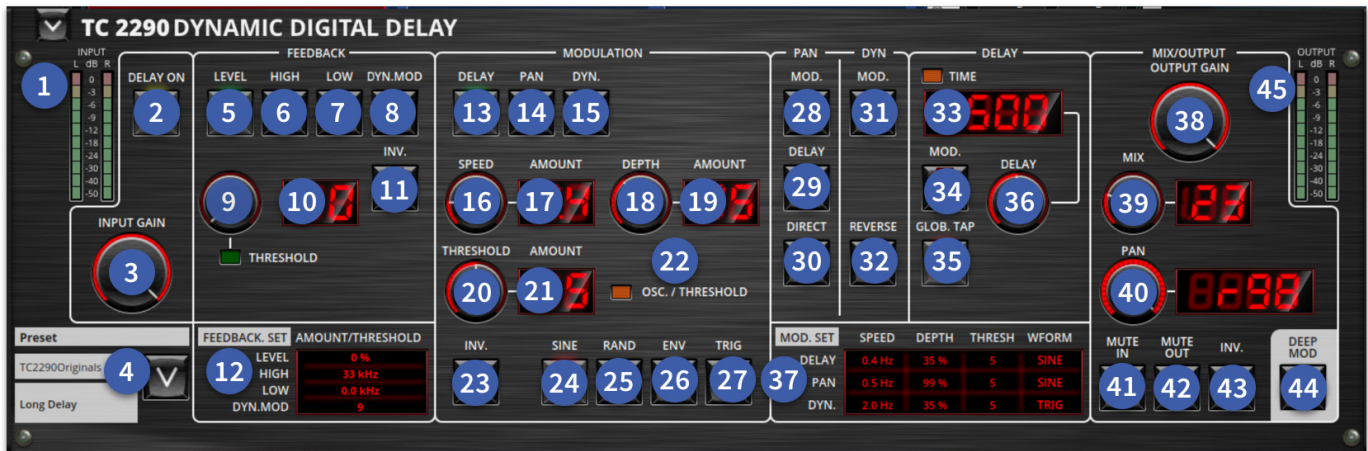 TC 2290 DYNAMIC DIGITAL DELAY
INPUT
L dB R
0
-3
-6
-9
-12
-18
-24
-30
-40
-50
1
DELAY ON
2
INPUT GAIN
3
Preset
TC2290Originals
Long Delay
4
FEEDBACK
LEVEL HIGH LOW DYN.MOD
5 6 7 8
INV.
9 10 11
THRESHOLD
FEEDBACK. SET AMOUNT/THRESHOLD
12
LEVEL 0 %
HIGH 33 kHz
LOW 0.0 kHz
DYN.MOD 9
MODULATION
DELAY PAN DYN.
13 14 15
SPEED AMOUNT DEPTH AMOUNT
16 17 4 18 19 5
THRESHOLD AMOUNT
20 21 5 22
OSC. / THRESHOLD
INV. SINE RAND ENV TRIG
23 24 25 26 27
PAN DYN
MOD. MOD.
28 31
DELAY
29
DIRECT REVERSE
30 32
DELAY
TIME
33 500
MOD. DELAY
34 36
GLOB. TAP
35
MOD. SET SPEED DEPTH THRESH WFORM
37
DELAY 0.4 Hz 35 % 5 SINE
PAN 0.5 Hz 99 % 5 SINE
DYN. 2.0 Hz 35 % 5 TRIG
MIX/OUTPUT
OUTPUT GAIN
38
MIX
39 23
PAN
40 r98
MUTE IN MUTE OUT INV. DEEP MOD
41 42 43 44
OUTPUT
L dB R
0
-3
-6
-9
-12
-18
-24
-30
-40
-50
45